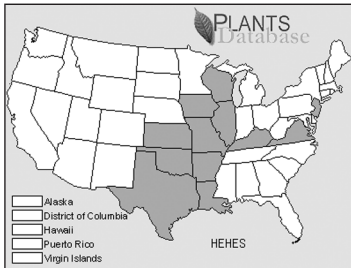 PLANTS
Database
Alaska
District of Columbia
Hawaii
Puerto Rico
Virgin Islands
HEHES